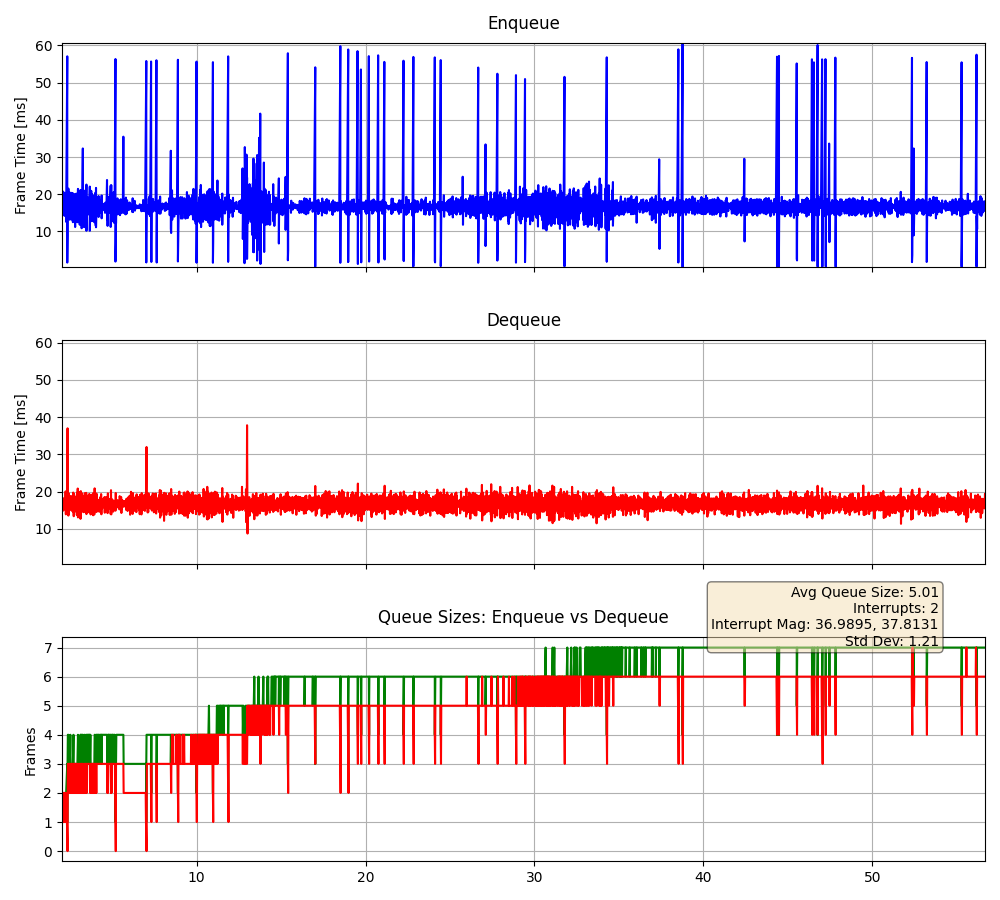 Enqueue
60
50
40
30
20
10
Frame Time [ms]
Dequeue
60
50
40
30
20
10
Frame Time [ms]
Avg Queue Size: 5.01
Interrupts: 2
Interrupt Mag: 36.9895, 37.8131
Std Dev: 1.21
Queue Sizes: Enqueue vs Dequeue
7
6
5
4
3
2
1
0
Frames
10 20 30 40 50